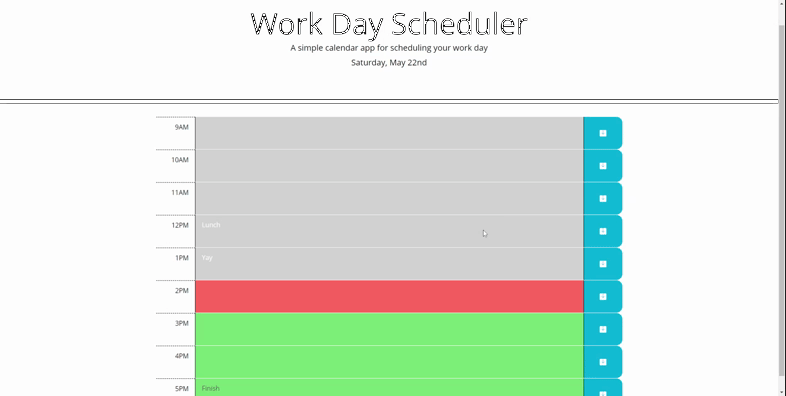 Work Day Scheduler
A simple calendar app for scheduling your work day
Saturday, May 22nd
9AM
10AM
11AM
12PM Lunch
1PM Yay
2PM
3PM
4PM
5PM Finish